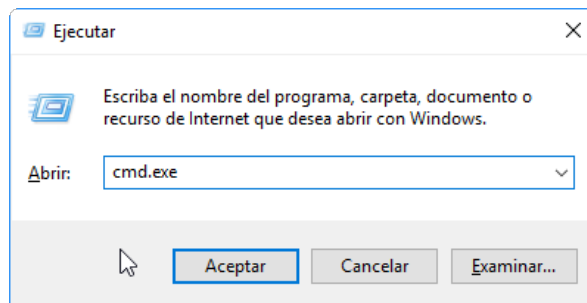 Ejecutar
Escriba el nombre del programa, carpeta, documento o
recurso de Internet que desea abrir con Windows.
Abrir: cmd.exe
Aceptar Cancelar Examinar...